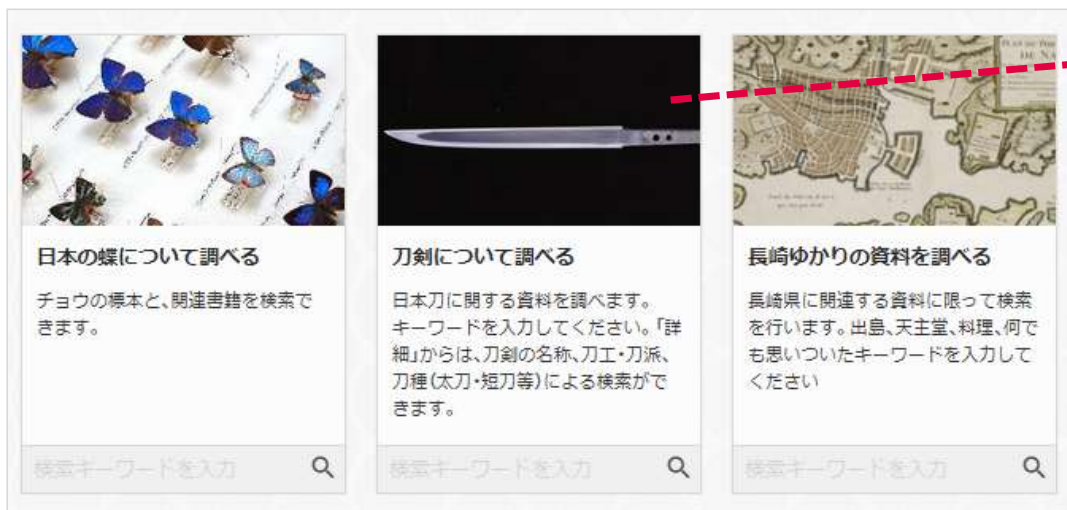 日本の蝶について調べる
チョウの標本と、関連書籍を検索で
きます。
検索キーワードを入力
刀剣について調べる
日本刀に関する資料を調べます。
キーワードを入力してください。「詳
細」からは、刀剣の名称、刀工・刀派、
刀種(太刀・短刀等)による検索がで
きます。
検索キーワードを入力
PLAN DU
DE NA
長崎ゆかりの資料を調べる
長崎県に関連する資料に限って検索
を行います。出島、天主堂、料理、何で
も思いついたキーワードを入力して
ください
検索キーワードを入力